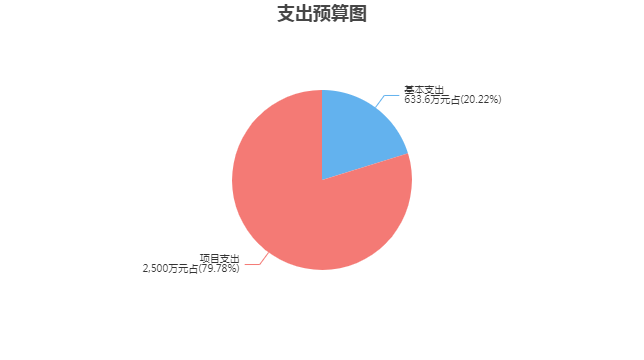 支出预算图
基本支出
633.6万元占(20.22%)
项目支出
2,500万元占(79.78%)